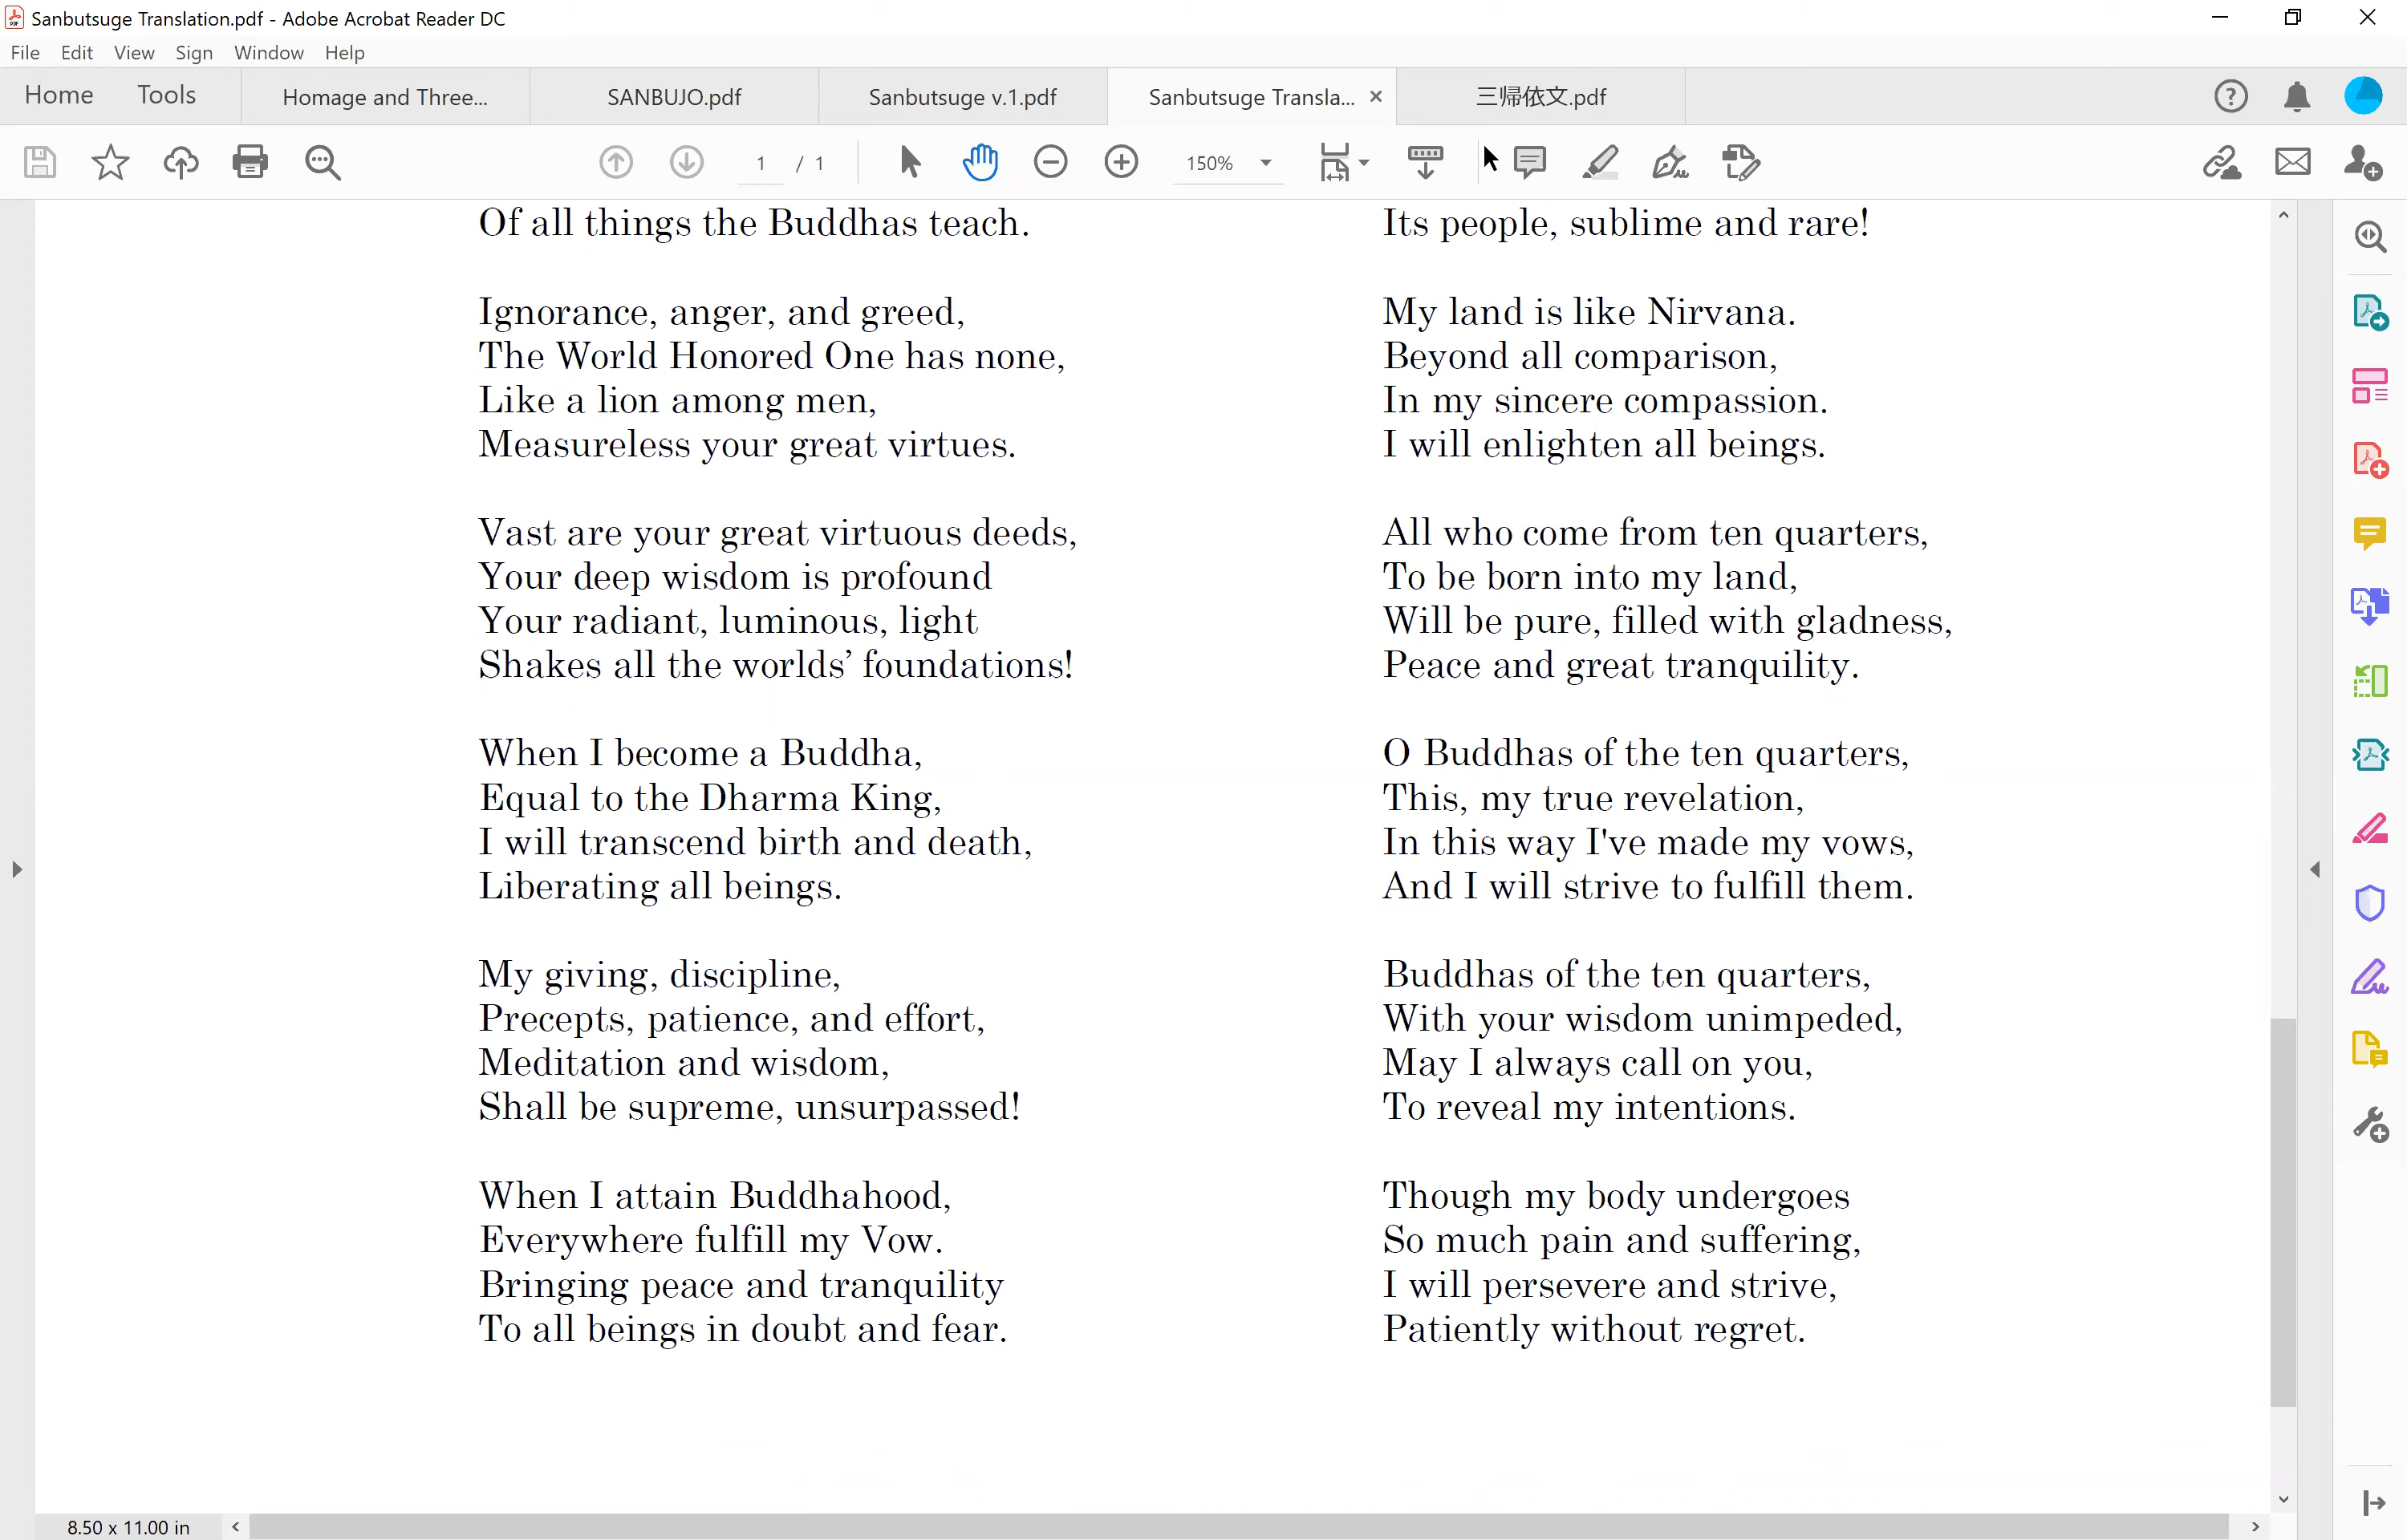 Sanbutsuge Translation.pdf - Adobe Acrobat Reader DC
File Edit View Sign Window Help
Home Tools Homage and Three... SANBUJO.pdf Sanbutsuge v.1.pdf Sanbutsuge Transla... 三帰依文.pdf
1 / 1 150%
Of all things the Buddhas teach.
Ignorance, anger, and greed,
The World Honored One has none,
Like a lion among men,
Measureless your great virtues.
Vast are your great virtuous deeds,
Your deep wisdom is profound
Your radiant, luminous, light
Shakes all the worlds’ foundations!
When I become a Buddha,
Equal to the Dharma King,
I will transcend birth and death,
Liberating all beings.
My giving, discipline,
Precepts, patience, and effort,
Meditation and wisdom,
Shall be supreme, unsurpassed!
When I attain Buddhahood,
Everywhere fulfill my Vow.
Bringing peace and tranquility
To all beings in doubt and fear.
Its people, sublime and rare!
My land is like Nirvana.
Beyond all comparison,
In my sincere compassion.
I will enlighten all beings.
All who come from ten quarters,
To be born into my land,
Will be pure, filled with gladness,
Peace and great tranquility.
O Buddhas of the ten quarters,
This, my true revelation,
In this way I've made my vows,
And I will strive to fulfill them.
Buddhas of the ten quarters,
With your wisdom unimpeded,
May I always call on you,
To reveal my intentions.
Though my body undergoes
So much pain and suffering,
I will persevere and strive,
Patiently without regret.
8.50 x 11.00 in